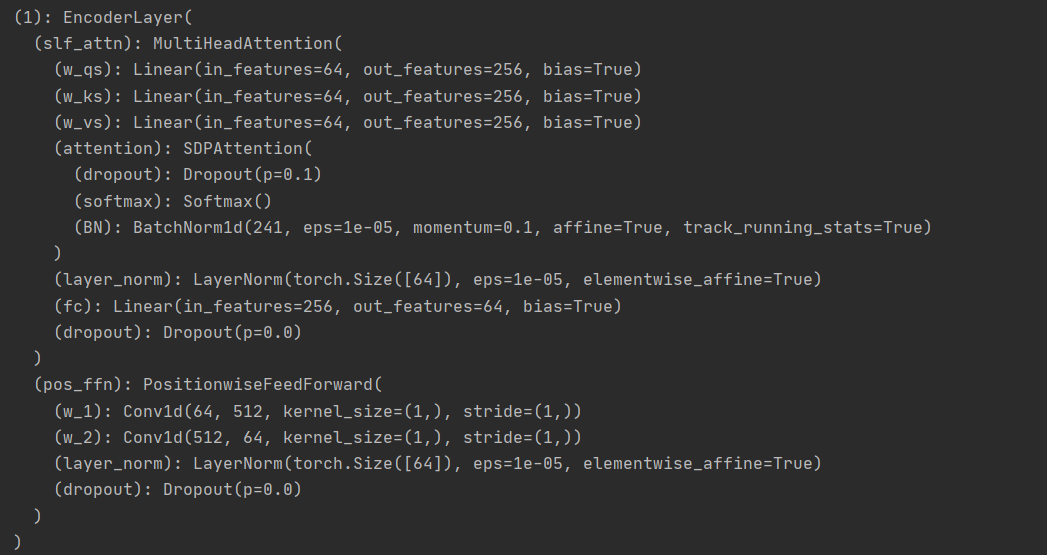 (1): EncoderLayer(
  (slf_attn): MultiHeadAttention(
    (w_qs): Linear(in_features=64, out_features=256, bias=True)
    (w_ks): Linear(in_features=64, out_features=256, bias=True)
    (w_vs): Linear(in_features=64, out_features=256, bias=True)
    (attention): SDPAttention(
      (dropout): Dropout(p=0.1)
      (softmax): Softmax()
      (BN): BatchNorm1d(241, eps=1e-05, momentum=0.1, affine=True, track_running_stats=True)
    )
    (layer_norm): LayerNorm(torch.Size([64]), eps=1e-05, elementwise_affine=True)
    (fc): Linear(in_features=256, out_features=64, bias=True)
    (dropout): Dropout(p=0.0)
  )
  (pos_ffn): PositionwiseFeedForward(
    (w_1): Conv1d(64, 512, kernel_size=(1,), stride=(1,))
    (w_2): Conv1d(512, 64, kernel_size=(1,), stride=(1,))
    (layer_norm): LayerNorm(torch.Size([64]), eps=1e-05, elementwise_affine=True)
    (dropout): Dropout(p=0.0)
  )
)